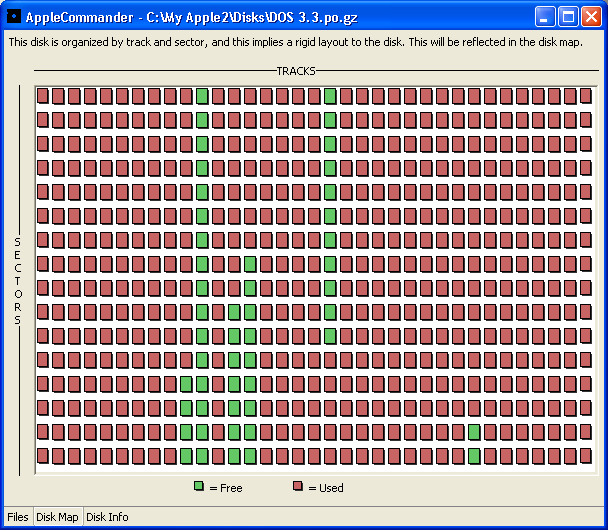 AppleCommander - C:\My Apple2\Disks\DOS 3.3.po.gz
This disk is organized by track and sector, and this implies a rigid layout to the disk. This will be reflected in the disk map.
TRACKS
S
E
C
T
O
R
S
= Free
= Used
Files Disk Map Disk Info